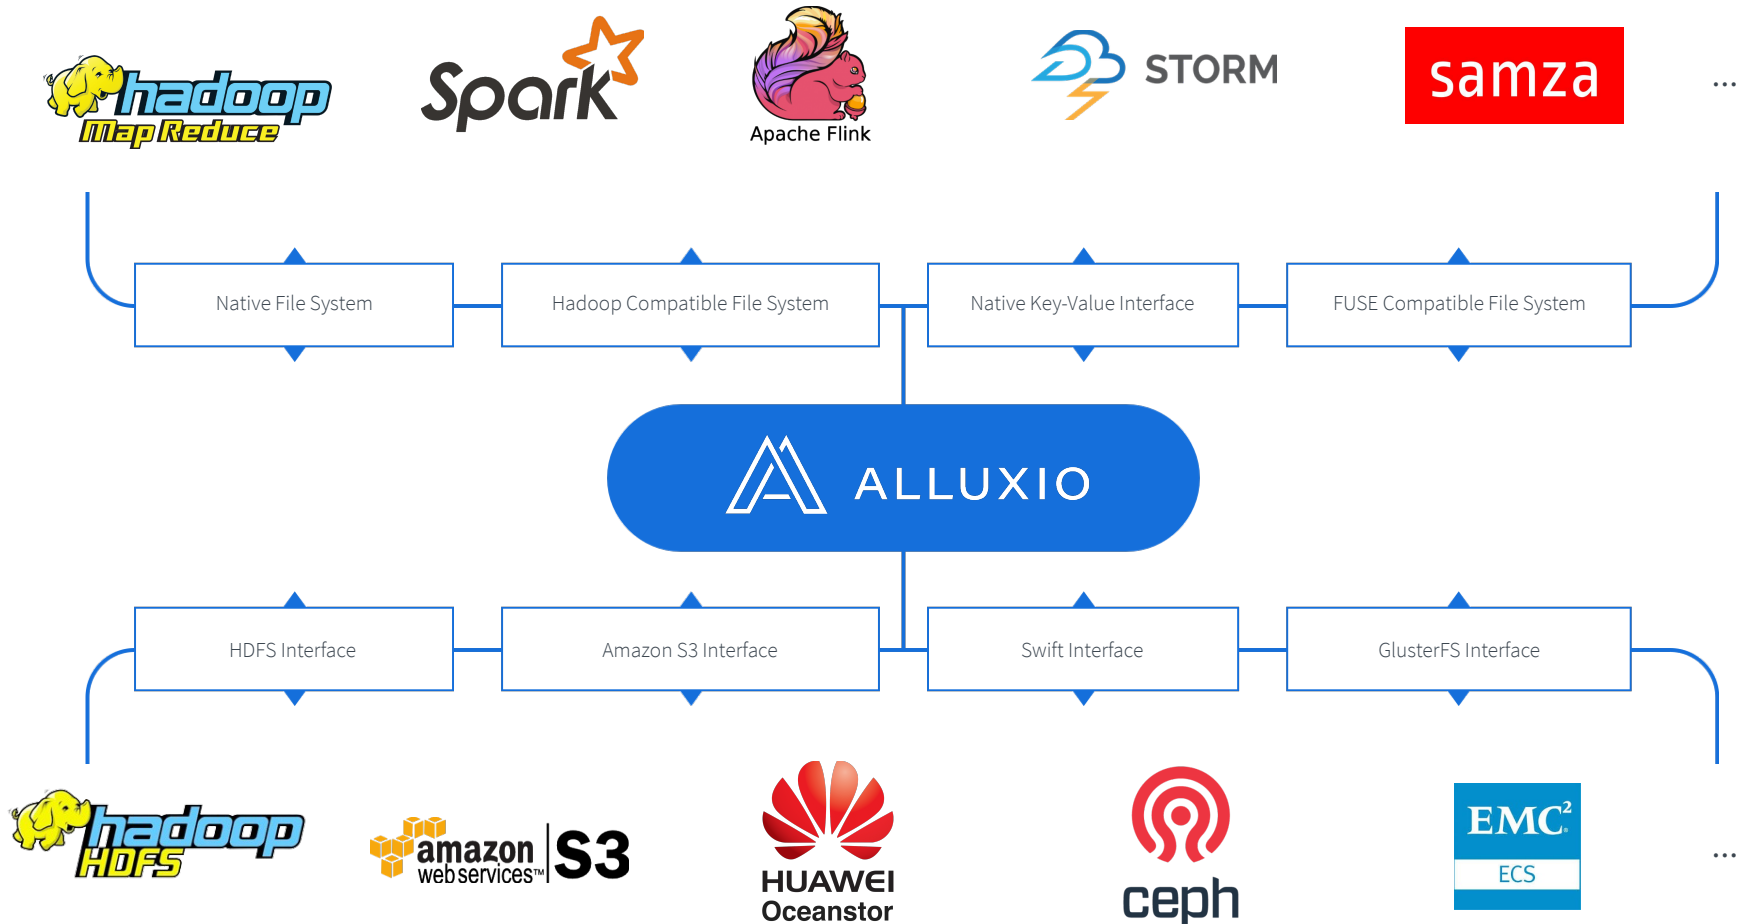 hadoop
Map Reduce
Spark
Apache Flink
STORM
samza
...
Native File System
Hadoop Compatible File System
Native Key-Value Interface
FUSE Compatible File System
ALLUXIO
HDFS Interface
Amazon S3 Interface
Swift Interface
GlusterFS Interface
hadoop
HDFS
amazon
web services™
S3
HUAWEI
Oceanstor
ceph
EMC²
ECS
...